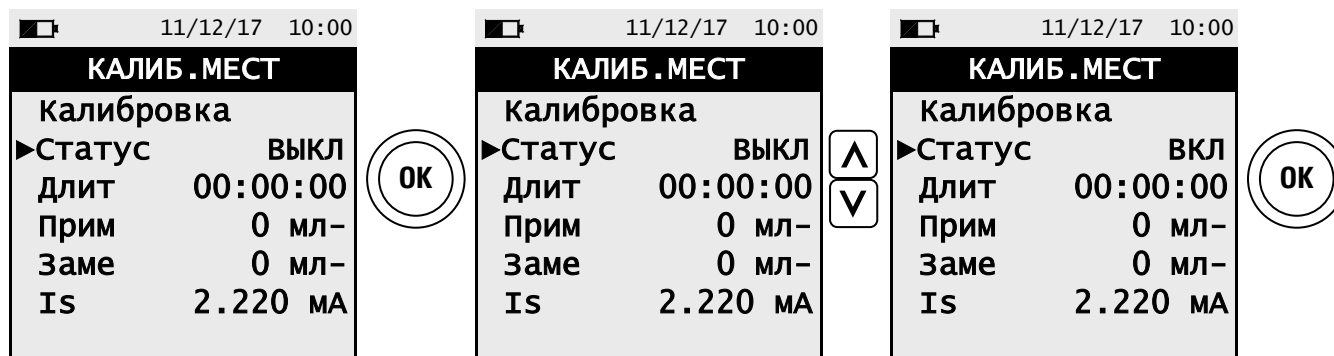 11/12/17 10:00
КАЛИБ.МЕСТ
Калибровка
►Статус ВЫКЛ
Длит 00:00:00
Прим 0 мл-
Заме 0 мл-
Is 2.220 мА
OK
11/12/17 10:00
КАЛИБ.МЕСТ
Калибровка
►Статус ВЫКЛ
Длит 00:00:00
Прим 0 мл-
Заме 0 мл-
Is 2.220 мА
11/12/17 10:00
КАЛИБ.МЕСТ
Калибровка
►Статус ВКЛ
Длит 00:00:00
Прим 0 мл-
Заме 0 мл-
Is 2.220 мА
OK